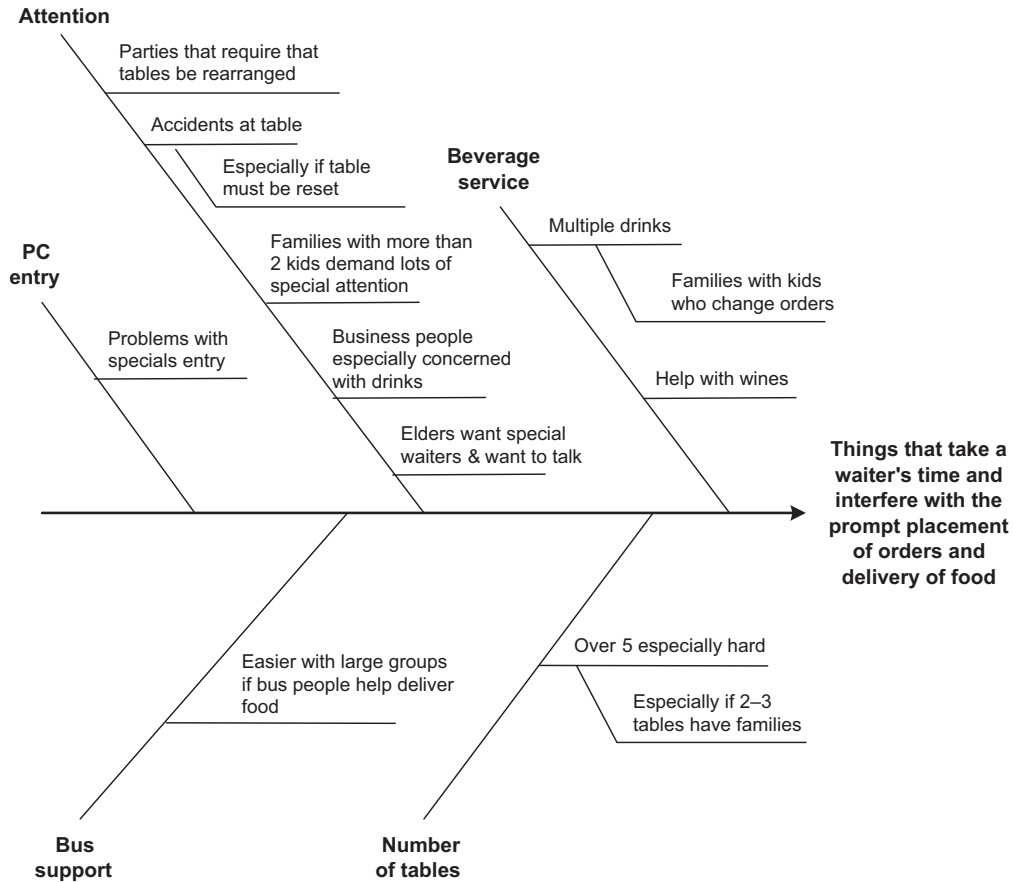 Attention
Parties that require that
tables be rearranged
Accidents at table
Especially if table
must be reset
Families with more than
2 kids demand lots of
special attention
Business people
especially concerned
with drinks
Elders want special
waiters & want to talk
PC
entry
Problems with
specials entry
Beverage
service
Multiple drinks
Families with kids
who change orders
Help with wines
Things that take a
waiter's time and
interfere with the
prompt placement
of orders and
delivery of food
Easier with large groups
if bus people help deliver
food
Bus
support
Over 5 especially hard
Especially if 2–3
tables have families
Number
of tables